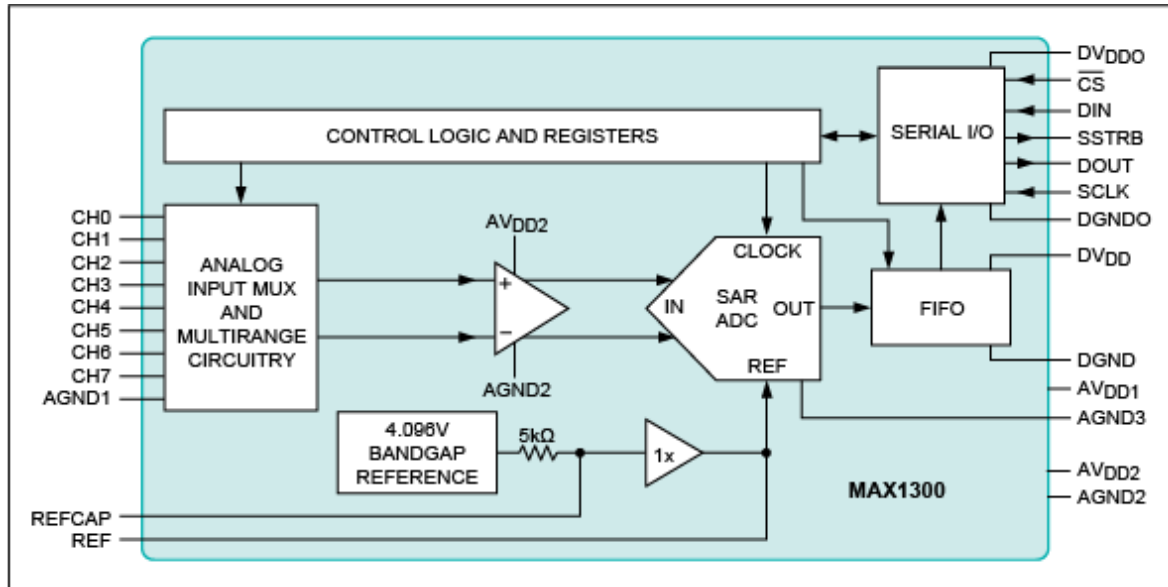 DVDDO
CS
DIN
SSTRB
DOUT
SCLK
DGNDO
SERIAL I/O
CONTROL LOGIC AND REGISTERS
CH0
CH1
CH2
CH3
CH4
CH5
CH6
CH7
AGND1
ANALOG
INPUT MUX
AND
MULTIRANGE
CIRCUITRY
AVDD2
+
−
AGND2
CLOCK
IN
SAR
ADC
OUT
REF
FIFO
DVDD
DGND
AVDD1
AGND3
AVDD2
AGND2
4.096V
BANDGAP
REFERENCE
5kΩ
1x
MAX1300
REFCAP
REF